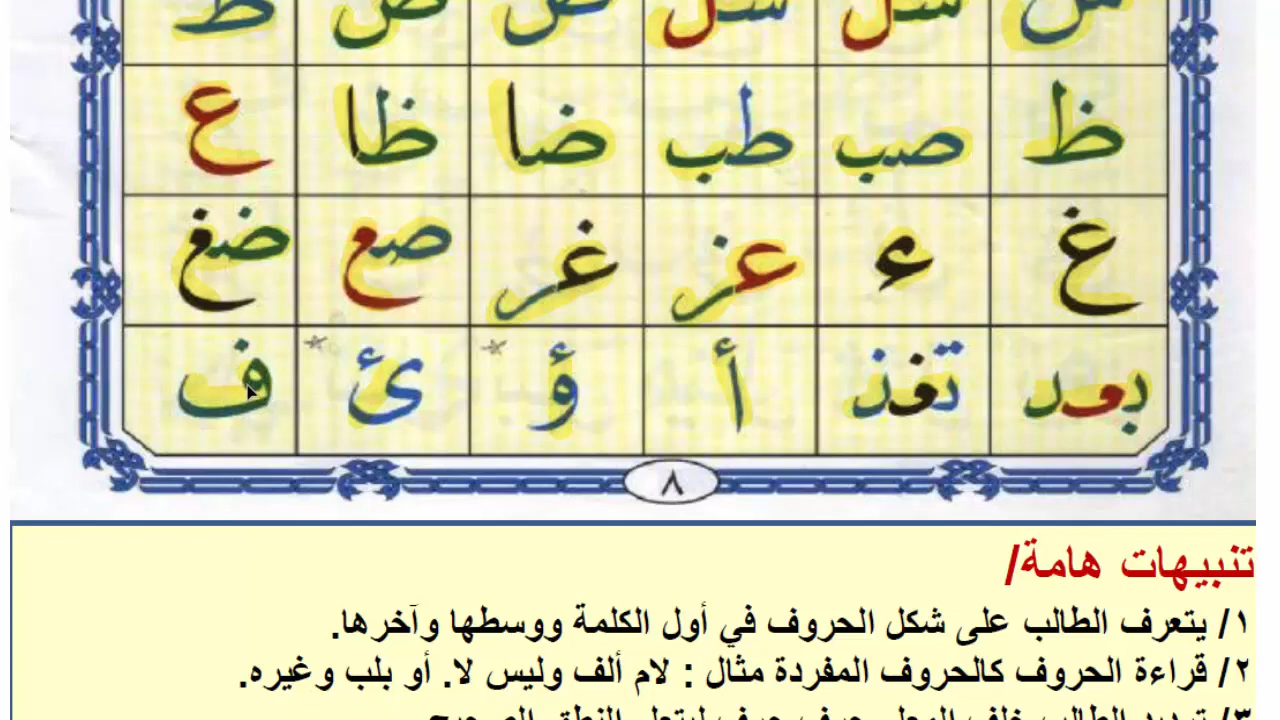 ظ صب طب ضا ظا ع
غ ء عز غر صع ضغ
بعد تغذ أ ؤ * ئ * ف
٨
تنبيهات هامة/
١/ يتعرف الطالب على شكل الحروف في أول الكلمة ووسطها وآخرها.
٢/ قراءة الحروف كالحروف المفردة مثال : لام ألف وليس لا. أو بلب وغيره.